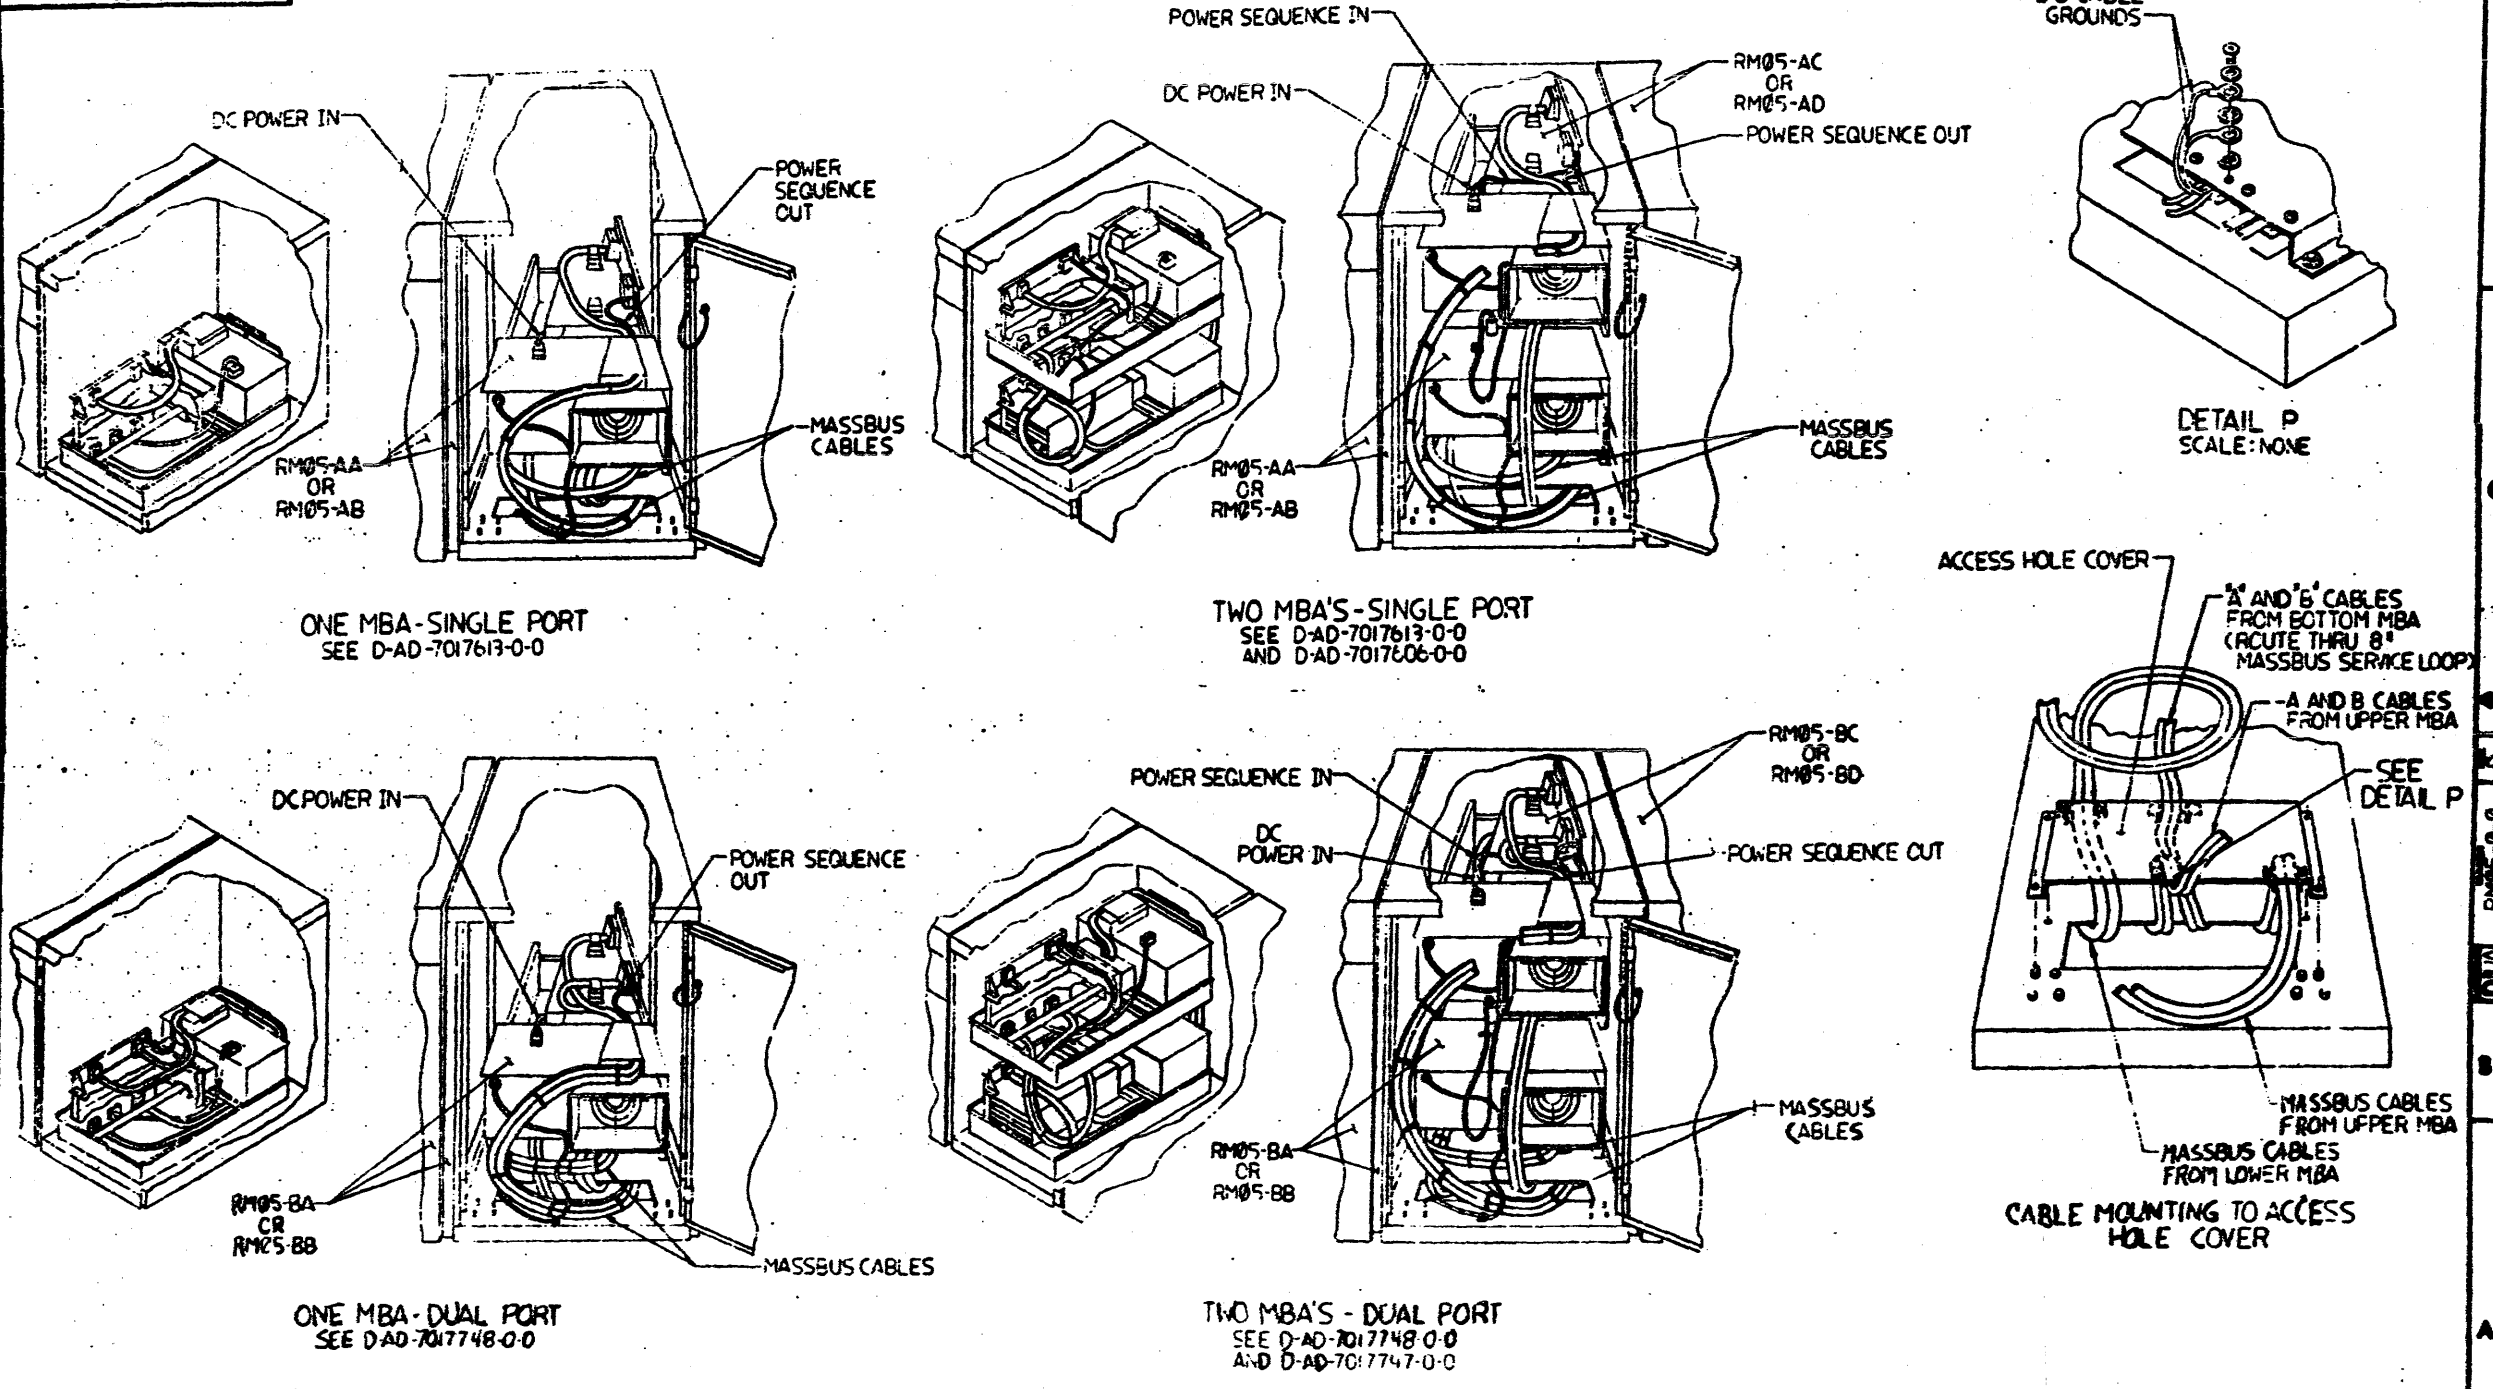 DC POWER IN
POWER
SEQUENCE
OUT
RM05-AA
OR
RM05-AB
MASSBUS
CABLES
ONE MBA-SINGLE PORT
SEE D-AD-7017613-0-0
POWER SEQUENCE IN
DC POWER IN
RM05-AC
OR
RM05-AD
POWER SEQUENCE OUT
RM05-AA
OR
RM05-AB
MASSBUS
CABLES
TWO MBA'S-SINGLE PORT
SEE D-AD-7017613-0-0
AND D-AD-7017606-0-0
GROUNDS
DETAIL P
SCALE: NONE
ACCESS HOLE COVER
"A" AND "B" CABLES
FROM BOTTOM MBA
(ROUTE THRU 8"
MASSBUS SERVICE LOOP)
A AND B CABLES
FROM UPPER MBA
SEE
DETAIL P
MASSBUS CABLES
FROM UPPER MBA
MASSBUS CABLES
FROM LOWER MBA
CABLE MOUNTING TO ACCESS
HOLE COVER
DC POWER IN
POWER SEQUENCE
OUT
RM05-BA
OR
RM05-BB
MASSBUS CABLES
ONE MBA-DUAL PORT
SEE D-AD-7017748-0-0
POWER SEQUENCE IN
DC
POWER IN
RM05-BC
OR
RM05-BD
POWER SEQUENCE OUT
RM05-BA
OR
RM05-BB
MASSBUS
CABLES
TWO MBA'S - DUAL PORT
SEE D-AD-7017748-0-0
AND D-AD-7017747-0-0
B
A